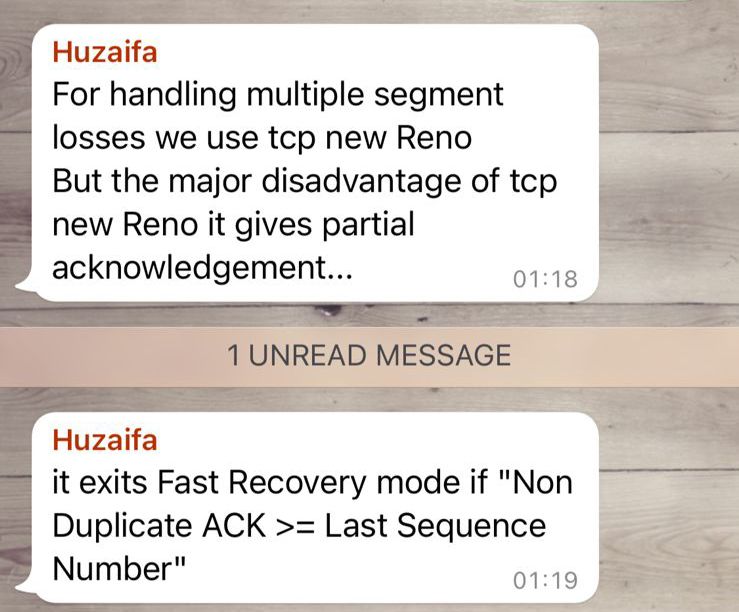 Huzaifa
For handling multiple segment
losses we use tcp new Reno
But the major disadvantage of tcp
new Reno it gives partial
acknowledgement...
01:18
1 UNREAD MESSAGE
Huzaifa
it exits Fast Recovery mode if "Non
Duplicate ACK >= Last Sequence
Number"
01:19